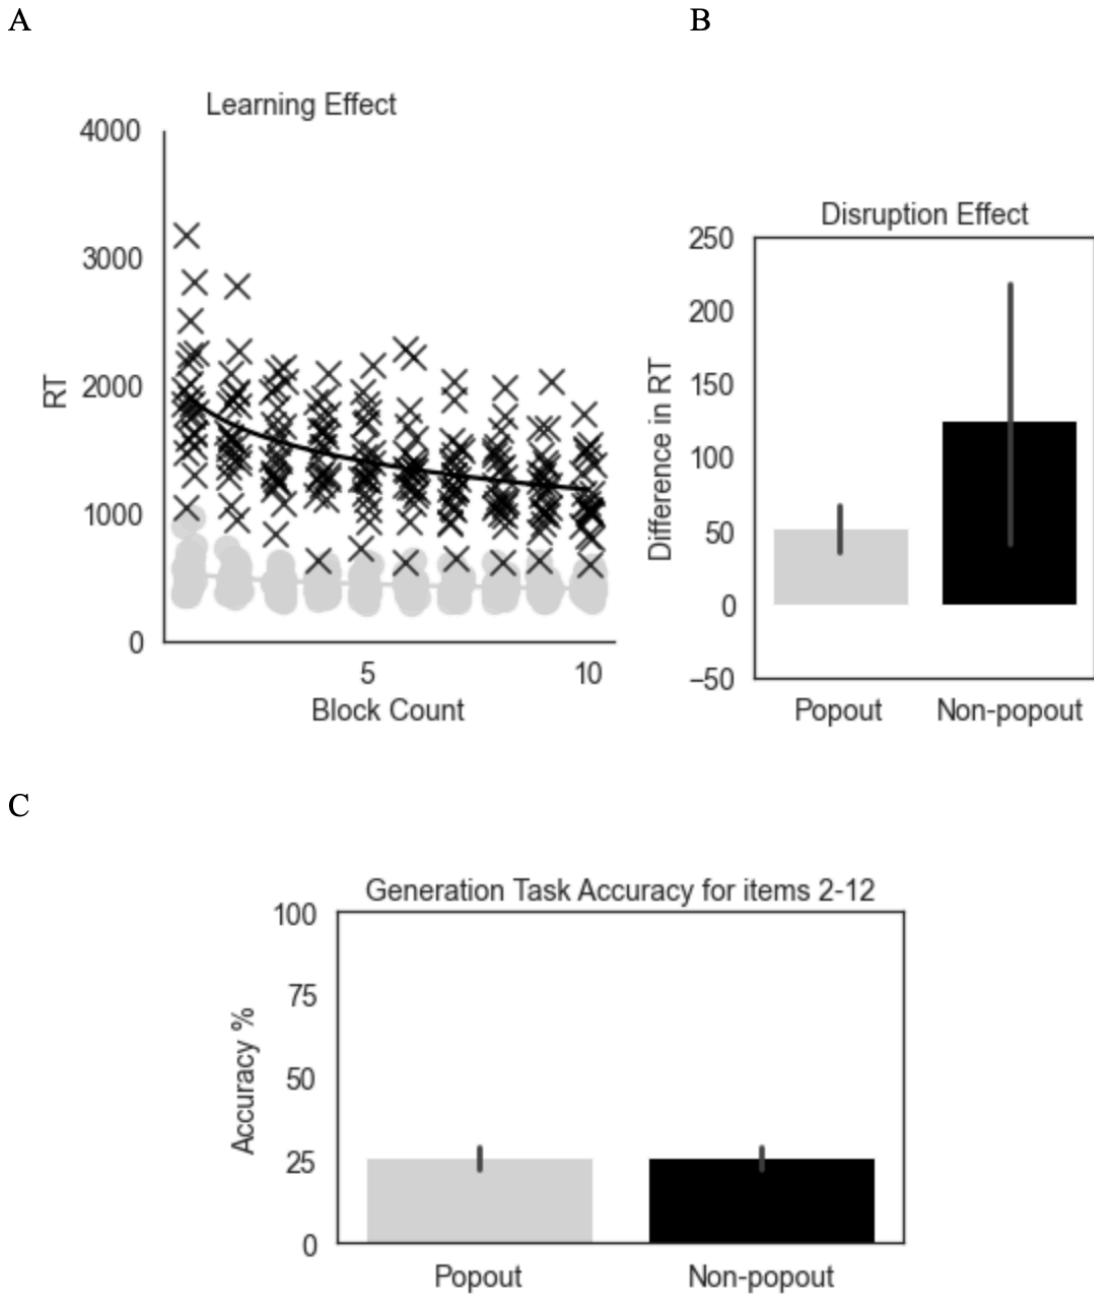 A
B
Learning Effect
4000
3000
2000
1000
0
RT
5
10
Block Count
Disruption Effect
250
200
150
100
50
0
−50
Difference in RT
Popout
Non-popout
C
Generation Task Accuracy for items 2-12
100
75
50
25
0
Accuracy %
Popout
Non-popout